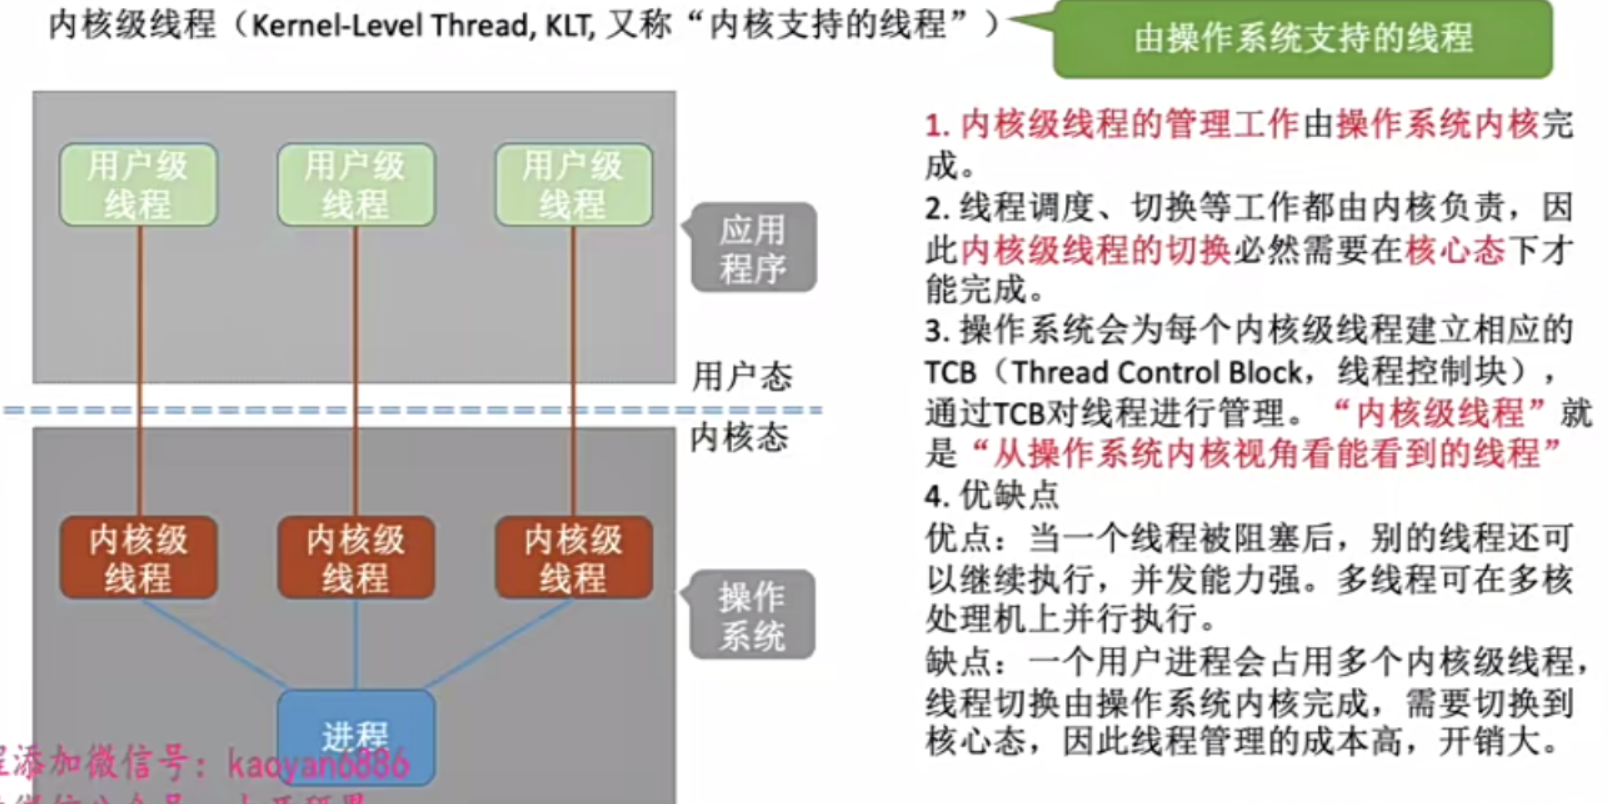 内核级线程（Kernel-Level Thread, KLT, 又称“内核支持的线程”）
由操作系统支持的线程
用户级
线程
用户级
线程
用户级
线程
应用
程序
用户态
内核态
内核级
线程
内核级
线程
内核级
线程
操作
系统
进程
程添加微信号：kaoyan6886
1. 内核级线程的管理工作由操作系统内核完
成。
2. 线程调度、切换等工作都由内核负责，因
此内核级线程的切换必然需要在核心态下才
能完成。
3. 操作系统会为每个内核级线程建立相应的
TCB（Thread Control Block，线程控制块），
通过TCB对线程进行管理。“内核级线程”就
是“从操作系统内核视角看能看到的线程”
4. 优缺点
优点：当一个线程被阻塞后，别的线程还可
以继续执行，并发能力强。多线程可在多核
处理机上并行执行。
缺点：一个用户进程会占用多个内核级线程，
线程切换由操作系统内核完成，需要切换到
核心态，因此线程管理的成本高，开销大。